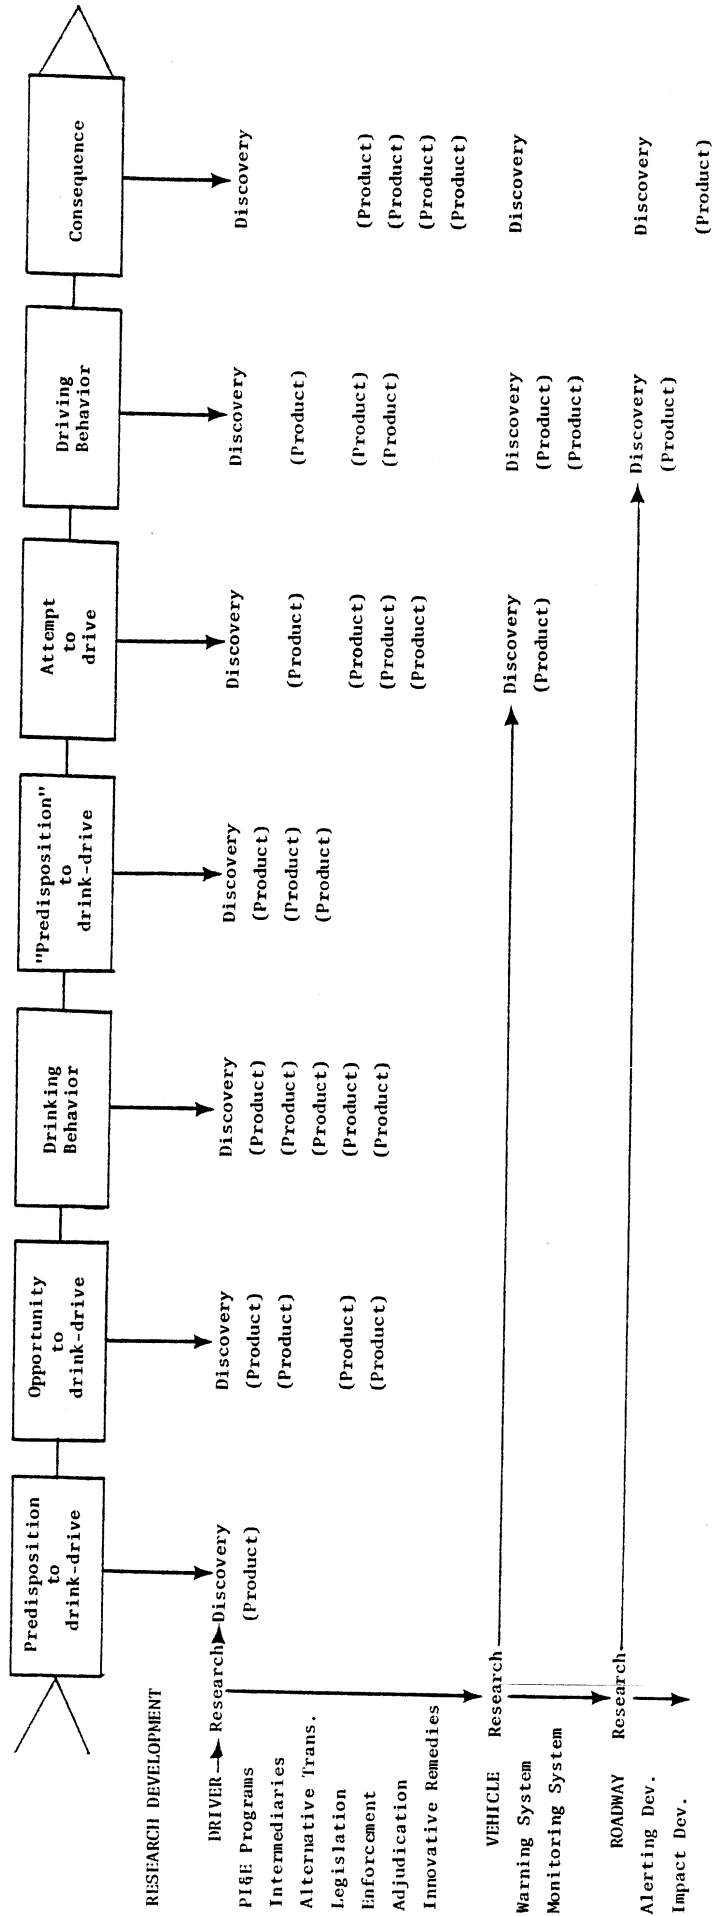 Predisposition
to
drink-drive
Opportunity
to
drink-drive
Drinking
Behavior
"Predisposition"
to
drink-drive
Attempt
to
drive
Driving
Behavior
Consequence
RESEARCH DEVELOPMENT
DRIVER Research Discovery Discovery Discovery Discovery Discovery Discovery Discovery
PI&E Programs (Product) (Product) (Product) (Product)
Intermediaries (Product) (Product) (Product) (Product) (Product)
Alternative Trans. (Product) (Product)
Legislation (Product) (Product) (Product) (Product) (Product)
Enforcement (Product) (Product) (Product) (Product) (Product)
Adjudication (Product) (Product)
Innovative Remedies (Product)
VEHICLE Research Discovery Discovery Discovery
Warning System (Product) (Product)
Monitoring System (Product)
ROADWAY Research Discovery Discovery
Alerting Dev. (Product)
Impact Dev. (Product)